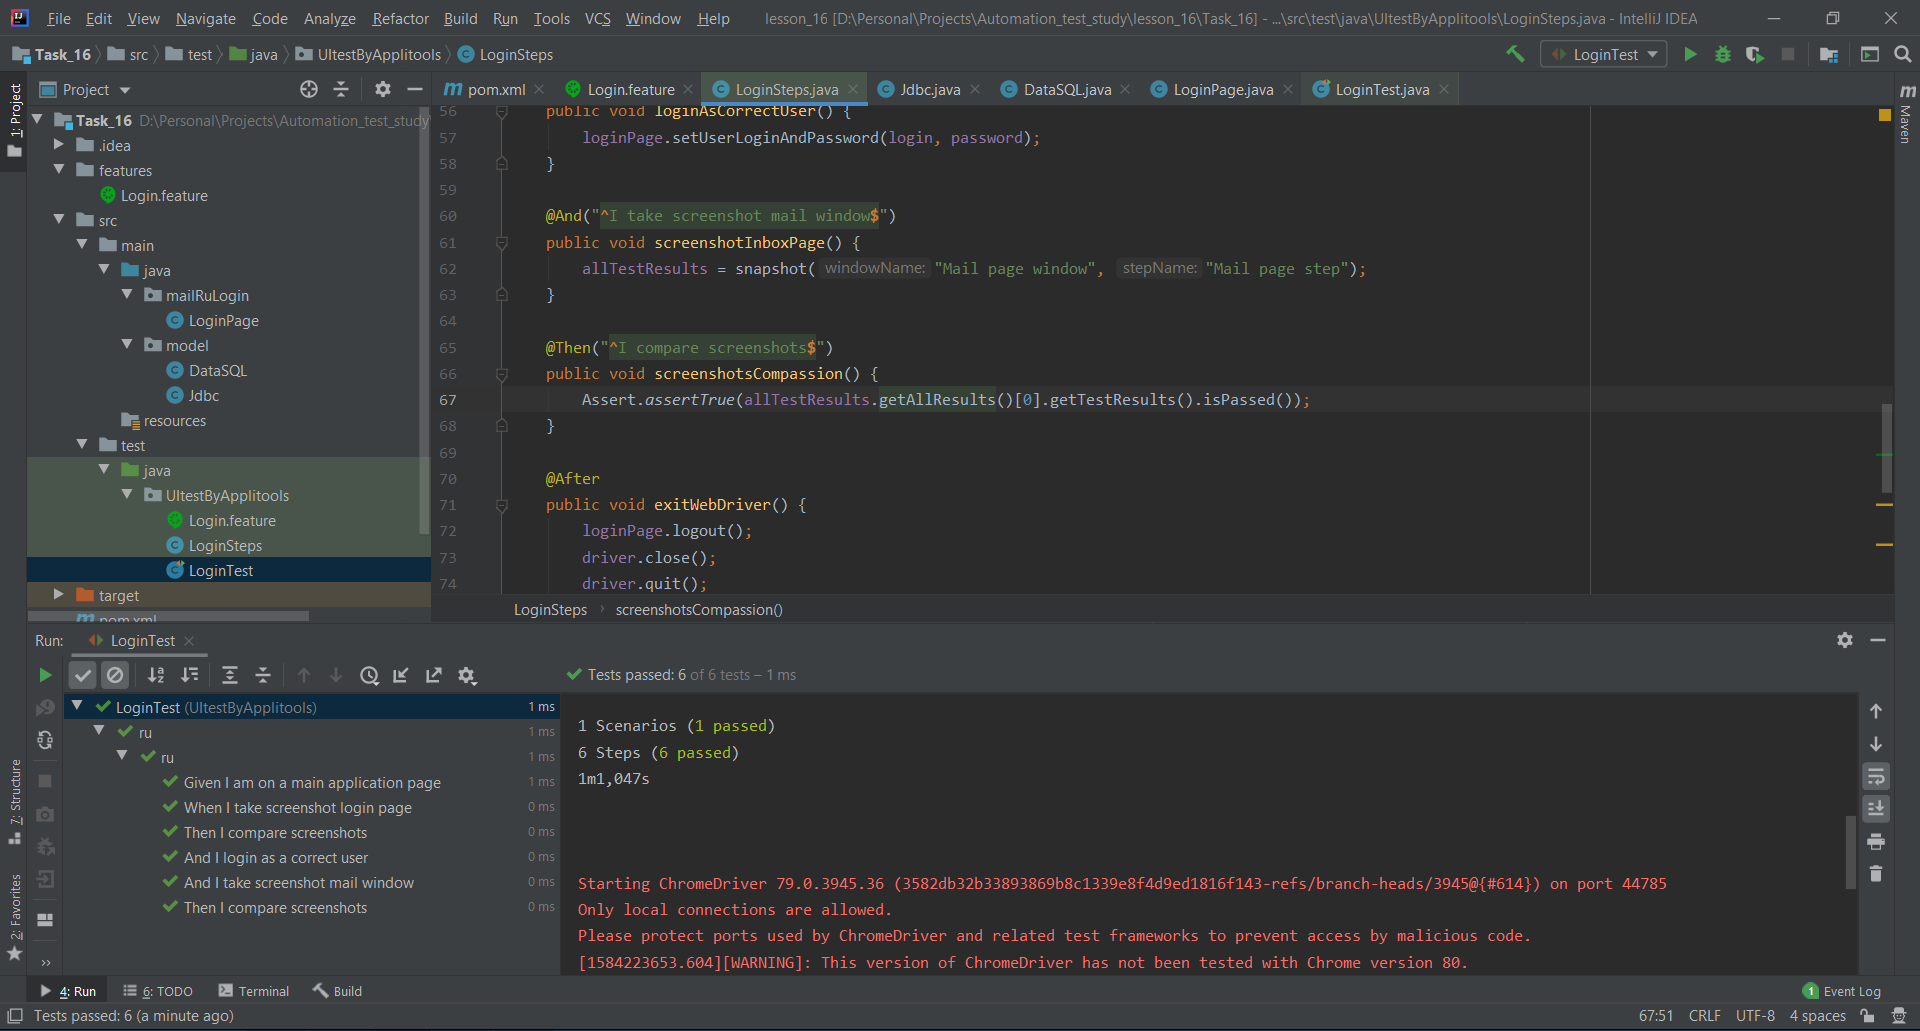 File Edit View Navigate Code Analyze Refactor Build Run Tools VCS Window Help lesson_16 [D:\Personal\Projects\Automation_test_study\lesson_16\Task_16] - ...\src\test\java\UItestByApplitools\LoginSteps.java - IntelliJ IDEA
Task_16 src test java UItestByApplitools LoginSteps LoginTest
1: Project
Project
pom.xml Login.feature LoginSteps.java Jdbc.java DataSQL.java LoginPage.java LoginTest.java
Maven
Task_16 D:\Personal\Projects\Automation_test_study
.idea
features
Login.feature
src
main
java
mailRuLogin
LoginPage
model
DataSQL
Jdbc
resources
test
java
UItestByApplitools
Login.feature
LoginSteps
LoginTest
target
pom.xml
56 public void loginAsCorrectUser() {
57 loginPage.setUserLoginAndPassword(login, password);
58 }
59
60 @And("^I take screenshot mail window$")
61 public void screenshotInboxPage() {
62 allTestResults = snapshot( windowName: "Mail page window", stepName: "Mail page step");
63 }
64
65 @Then("^I compare screenshots$")
66 public void screenshotsCompassion() {
67 Assert.assertTrue(allTestResults.getAllResults()[0].getTestResults().isPassed());
68 }
69
70 @After
71 public void exitWebDriver() {
72 loginPage.logout();
73 driver.close();
74 driver.quit();
LoginSteps › screenshotsCompassion()
Run: LoginTest
Tests passed: 6 of 6 tests – 1 ms
LoginTest (UItestByApplitools) 1 ms
ru 1 ms
ru 1 ms
Given I am on a main application page 1 ms
When I take screenshot login page 0 ms
Then I compare screenshots 0 ms
And I login as a correct user 0 ms
And I take screenshot mail window 0 ms
Then I compare screenshots 0 ms
1 Scenarios (1 passed)
6 Steps (6 passed)
1m1,047s
Starting ChromeDriver 79.0.3945.36 (3582db32b33893869b8c1339e8f4d9ed1816f143-refs/branch-heads/3945@{#614}) on port 44785
Only local connections are allowed.
Please protect ports used by ChromeDriver and related test frameworks to prevent access by malicious code.
[1584223653.604][WARNING]: This version of ChromeDriver has not been tested with Chrome version 80.
7: Structure
2: Favorites
4: Run 6: TODO Terminal Build 1 Event Log
Tests passed: 6 (a minute ago) 67:51 CRLF UTF-8 4 spaces